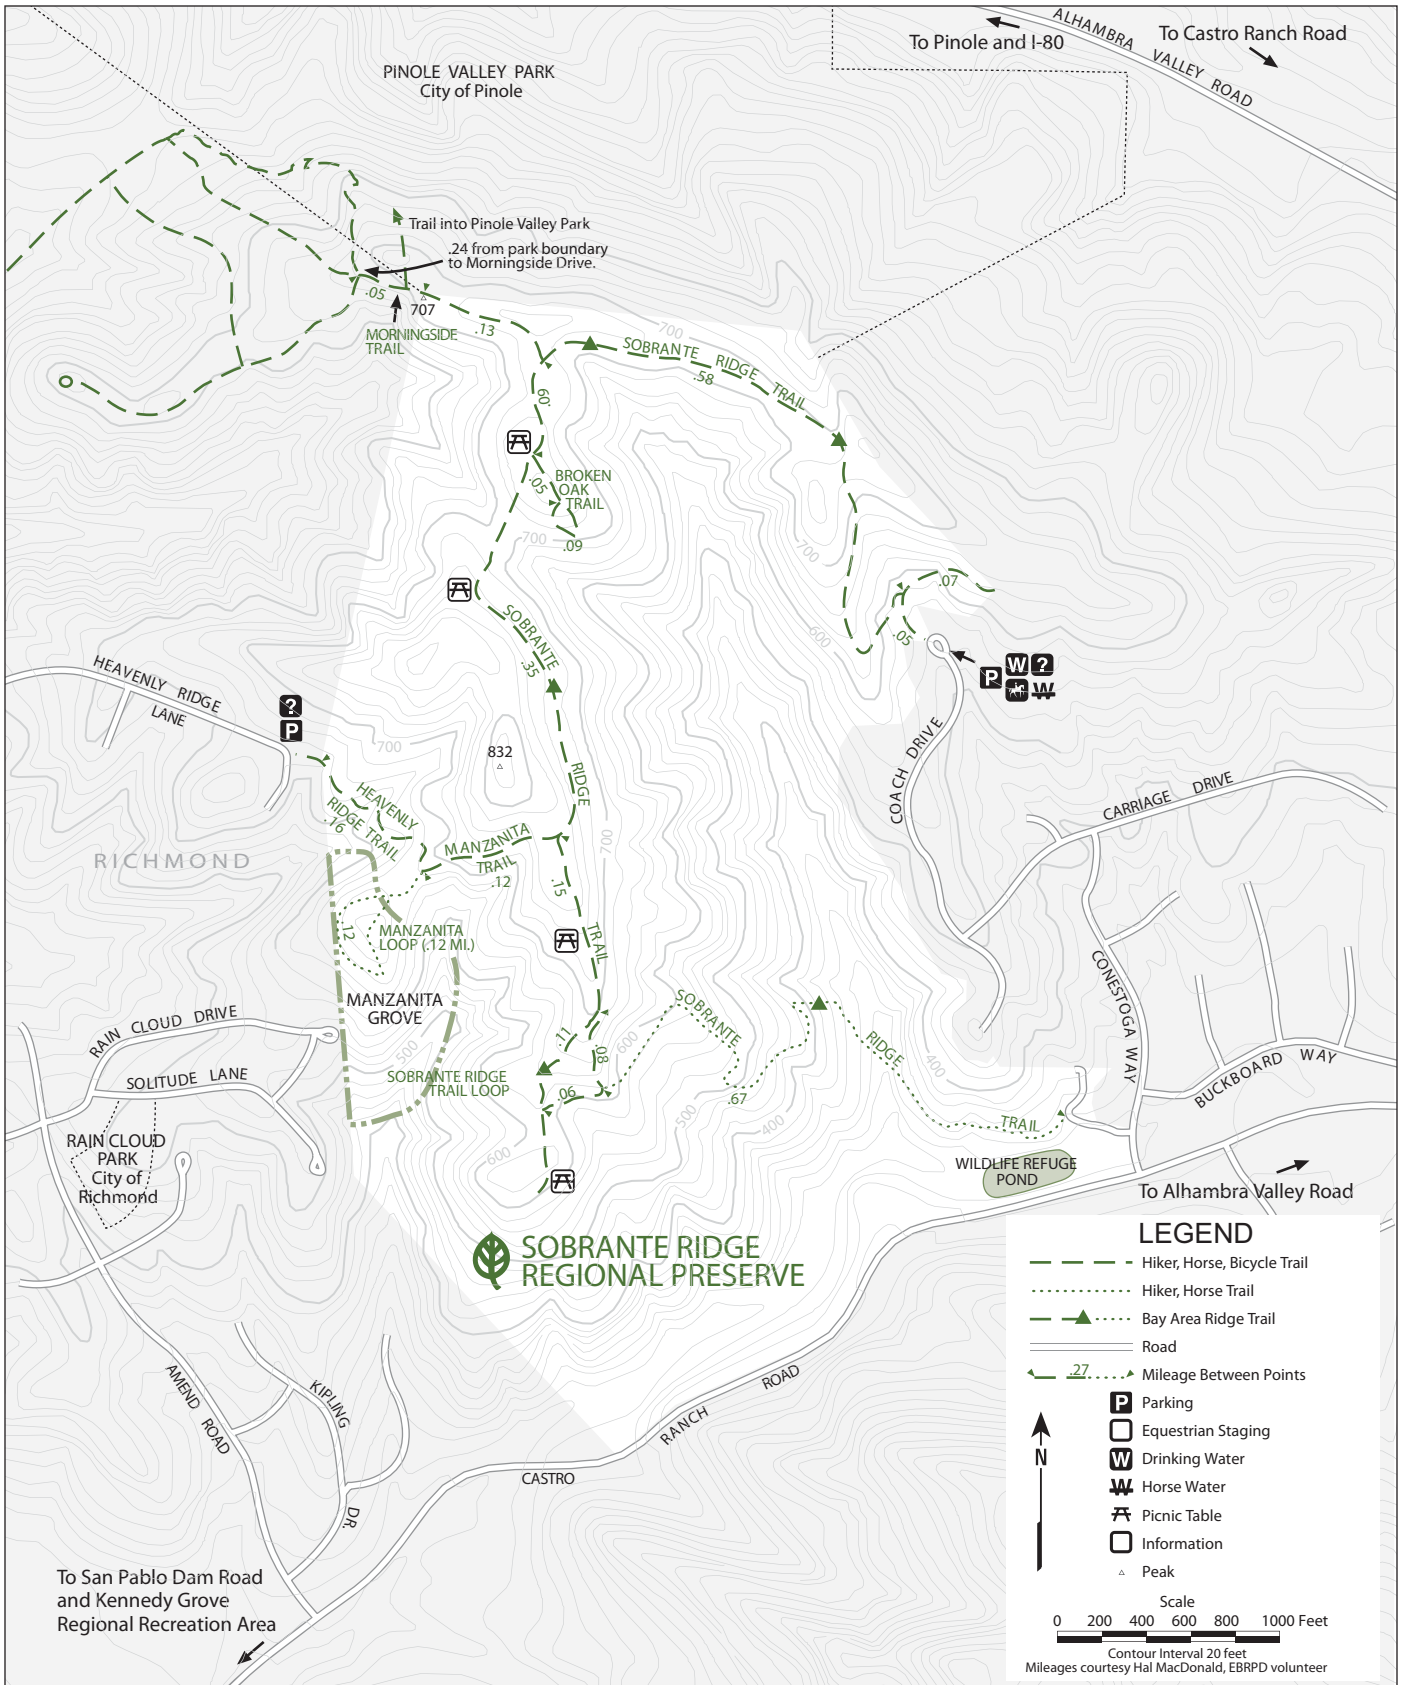 ALHAMBRA VALLEY ROAD
To Pinole and I-80
To Castro Ranch Road
PINOLE VALLEY PARK
City of Pinole
Trail into Pinole Valley Park
.24 from park boundary
to Morningside Drive.
.05
707
MORNINGSIDE
TRAIL
.13
700
SOBRANTE RIDGE TRAIL
.58
.09
BROKEN
OAK
TRAIL
.05
.09
700
700
600
.07
.05
P W ?
W
SOBRANTE RIDGE TRAIL
.35
HEAVENLY RIDGE
LANE
?
P
700
832
HEAVENLY
RIDGE TRAIL
.16
MANZANITA
TRAIL
.12
700
.15
RICHMOND
COACH DRIVE
CARRIAGE DRIVE
.12
MANZANITA
LOOP (.12 MI.)
MANZANITA
GROVE
500
CONESTOGA WAY
BUCKBOARD WAY
RAIN CLOUD DRIVE
SOLITUDE LANE
SOBRANTE RIDGE
TRAIL LOOP
.11
.08
.06
600
SOBRANTE RIDGE TRAIL
.67
500
400
400
600
RAIN CLOUD
PARK
City of
Richmond
WILDLIFE REFUGE
POND
To Alhambra Valley Road
SOBRANTE RIDGE
REGIONAL PRESERVE
AMEND ROAD
KIPLING DR.
CASTRO RANCH ROAD
To San Pablo Dam Road
and Kennedy Grove
Regional Recreation Area
LEGEND
Hiker, Horse, Bicycle Trail
Hiker, Horse Trail
Bay Area Ridge Trail
Road
.27 Mileage Between Points
P Parking
Equestrian Staging
W Drinking Water
W Horse Water
Picnic Table
Information
Peak
N
Scale
0 200 400 600 800 1000 Feet
Contour Interval 20 feet
Mileages courtesy Hal MacDonald, EBRPD volunteer